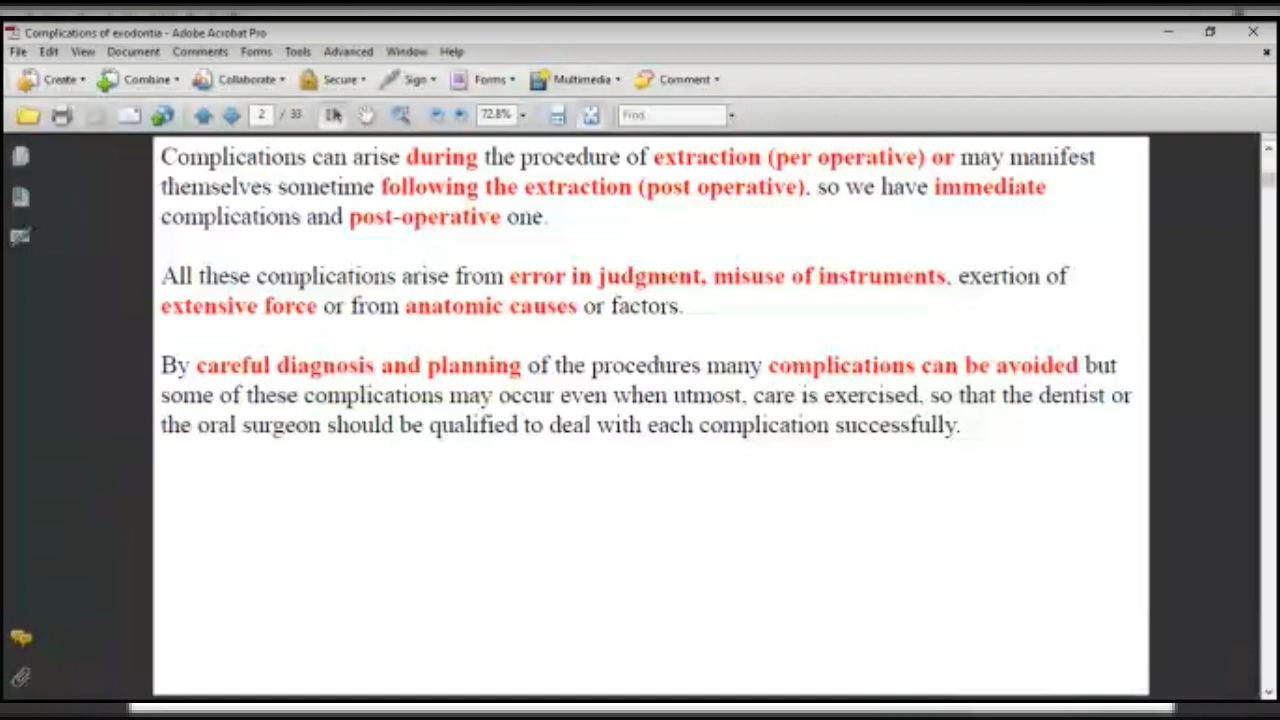 Complications of exodontia - Adobe Acrobat Pro
File Edit View Document Comments Forms Tools Advanced Window Help
Create Combine Collaborate Secure Sign Forms Multimedia Comment
2 / 33 72.8% Find
Complications can arise during the procedure of extraction (per operative) or may manifest
themselves sometime following the extraction (post operative), so we have immediate
complications and post-operative one.
All these complications arise from error in judgment, misuse of instruments, exertion of
extensive force or from anatomic causes or factors.
By careful diagnosis and planning of the procedures many complications can be avoided but
some of these complications may occur even when utmost, care is exercised, so that the dentist or
the oral surgeon should be qualified to deal with each complication successfully.